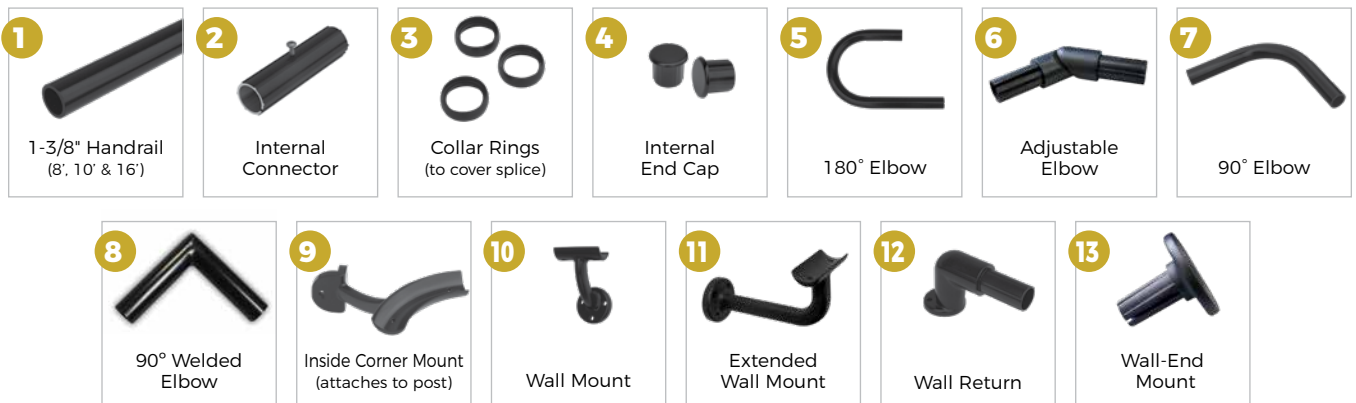 1
2
3
4
5
6
7
1-3/8" Handrail
(8’, 10’ & 16’)
Internal
Connector
Collar Rings
(to cover splice)
Internal
End Cap
180° Elbow
Adjustable
Elbow
90° Elbow
8
9
10
11
12
13
90° Welded
Elbow
Inside Corner Mount
(attaches to post)
Wall Mount
Extended
Wall Mount
Wall Return
Wall-End
Mount